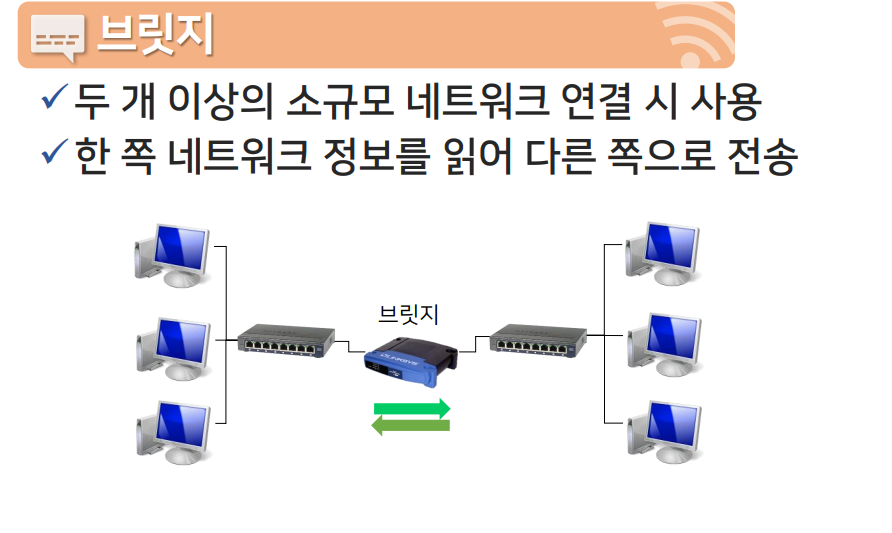 브릿지
두 개 이상의 소규모 네트워크 연결 시 사용
한 쪽 네트워크 정보를 읽어 다른 쪽으로 전송
브릿지
LINKSYS